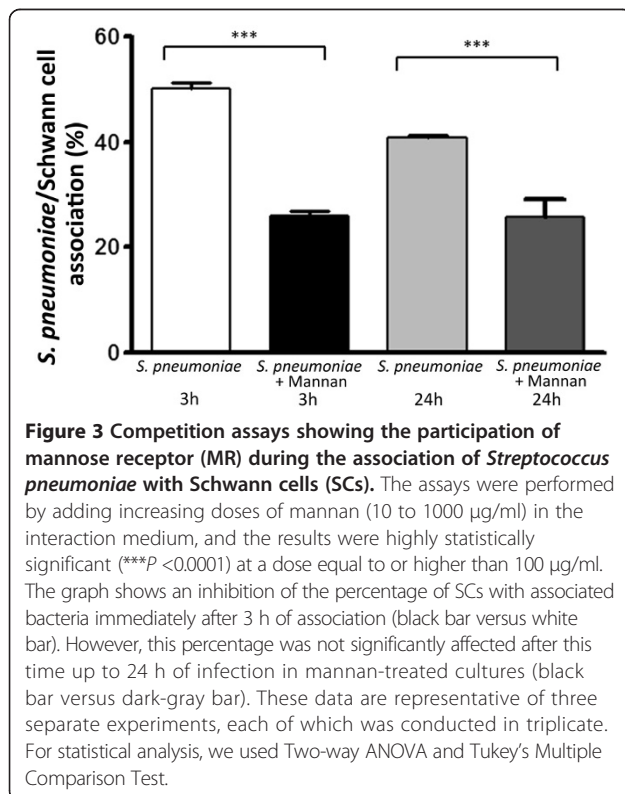 60
***
***
40
20
0
S. pneumoniae/Schwann cell
association (%)
S. pneumoniae
3h
S. pneumoniae
+ Mannan
3h
S. pneumoniae
24h
S. pneumoniae
+ Mannan
24h
Figure 3 Competition assays showing the participation of
mannose receptor (MR) during the association of Streptococcus
pneumoniae with Schwann cells (SCs). The assays were performed
by adding increasing doses of mannan (10 to 1000 μg/ml) in the
interaction medium, and the results were highly statistically
significant (***P <0.0001) at a dose equal to or higher than 100 μg/ml.
The graph shows an inhibition of the percentage of SCs with associated
bacteria immediately after 3 h of association (black bar versus white
bar). However, this percentage was not significantly affected after this
time up to 24 h of infection in mannan-treated cultures (black
bar versus dark-gray bar). These data are representative of three
separate experiments, each of which was conducted in triplicate.
For statistical analysis, we used Two-way ANOVA and Tukey's Multiple
Comparison Test.